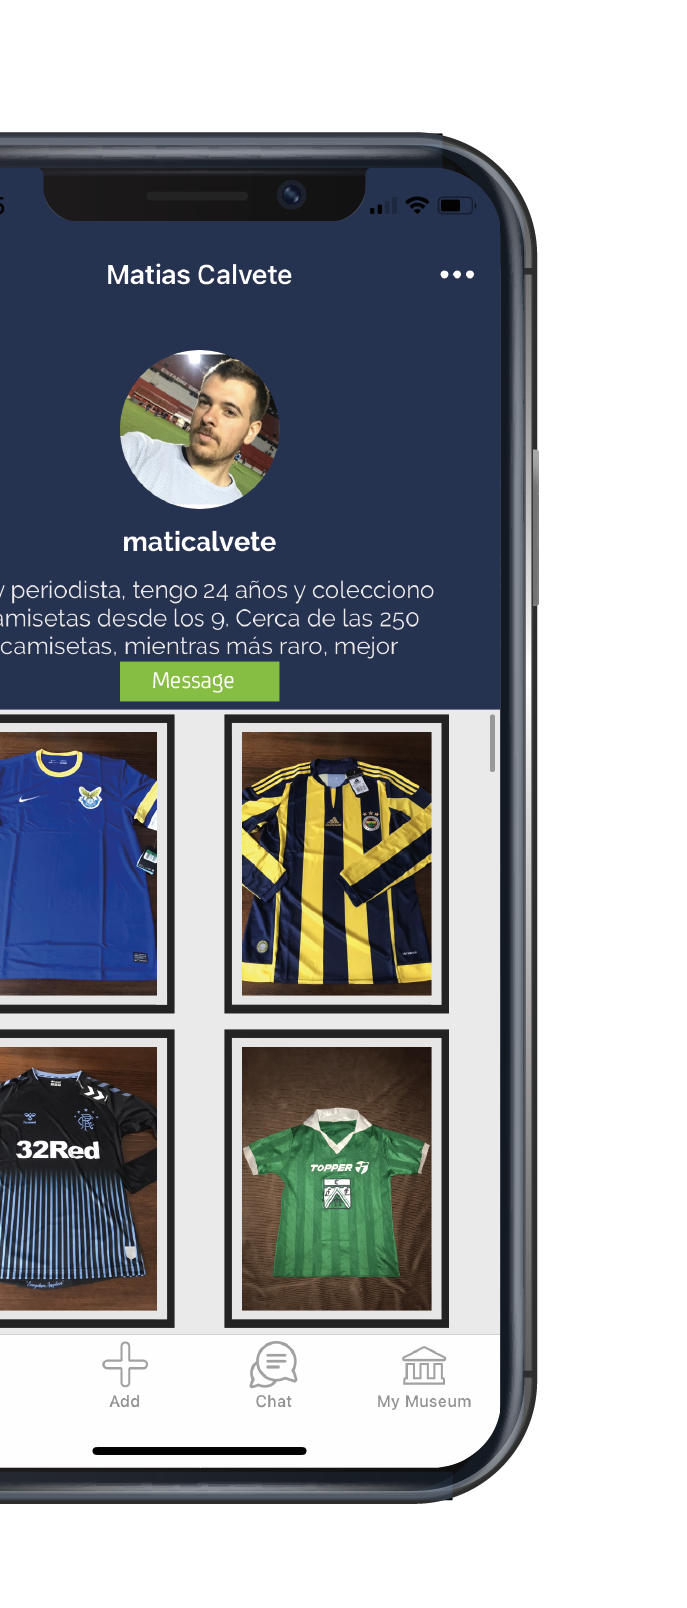 5
Matias Calvete
maticalvete
y periodista, tengo 24 años y colecciono
amisetas desde los 9. Cerca de las 250
camisetas, mientras más raro, mejor
Message
32Red
TOPPER
Add
Chat
My Museum